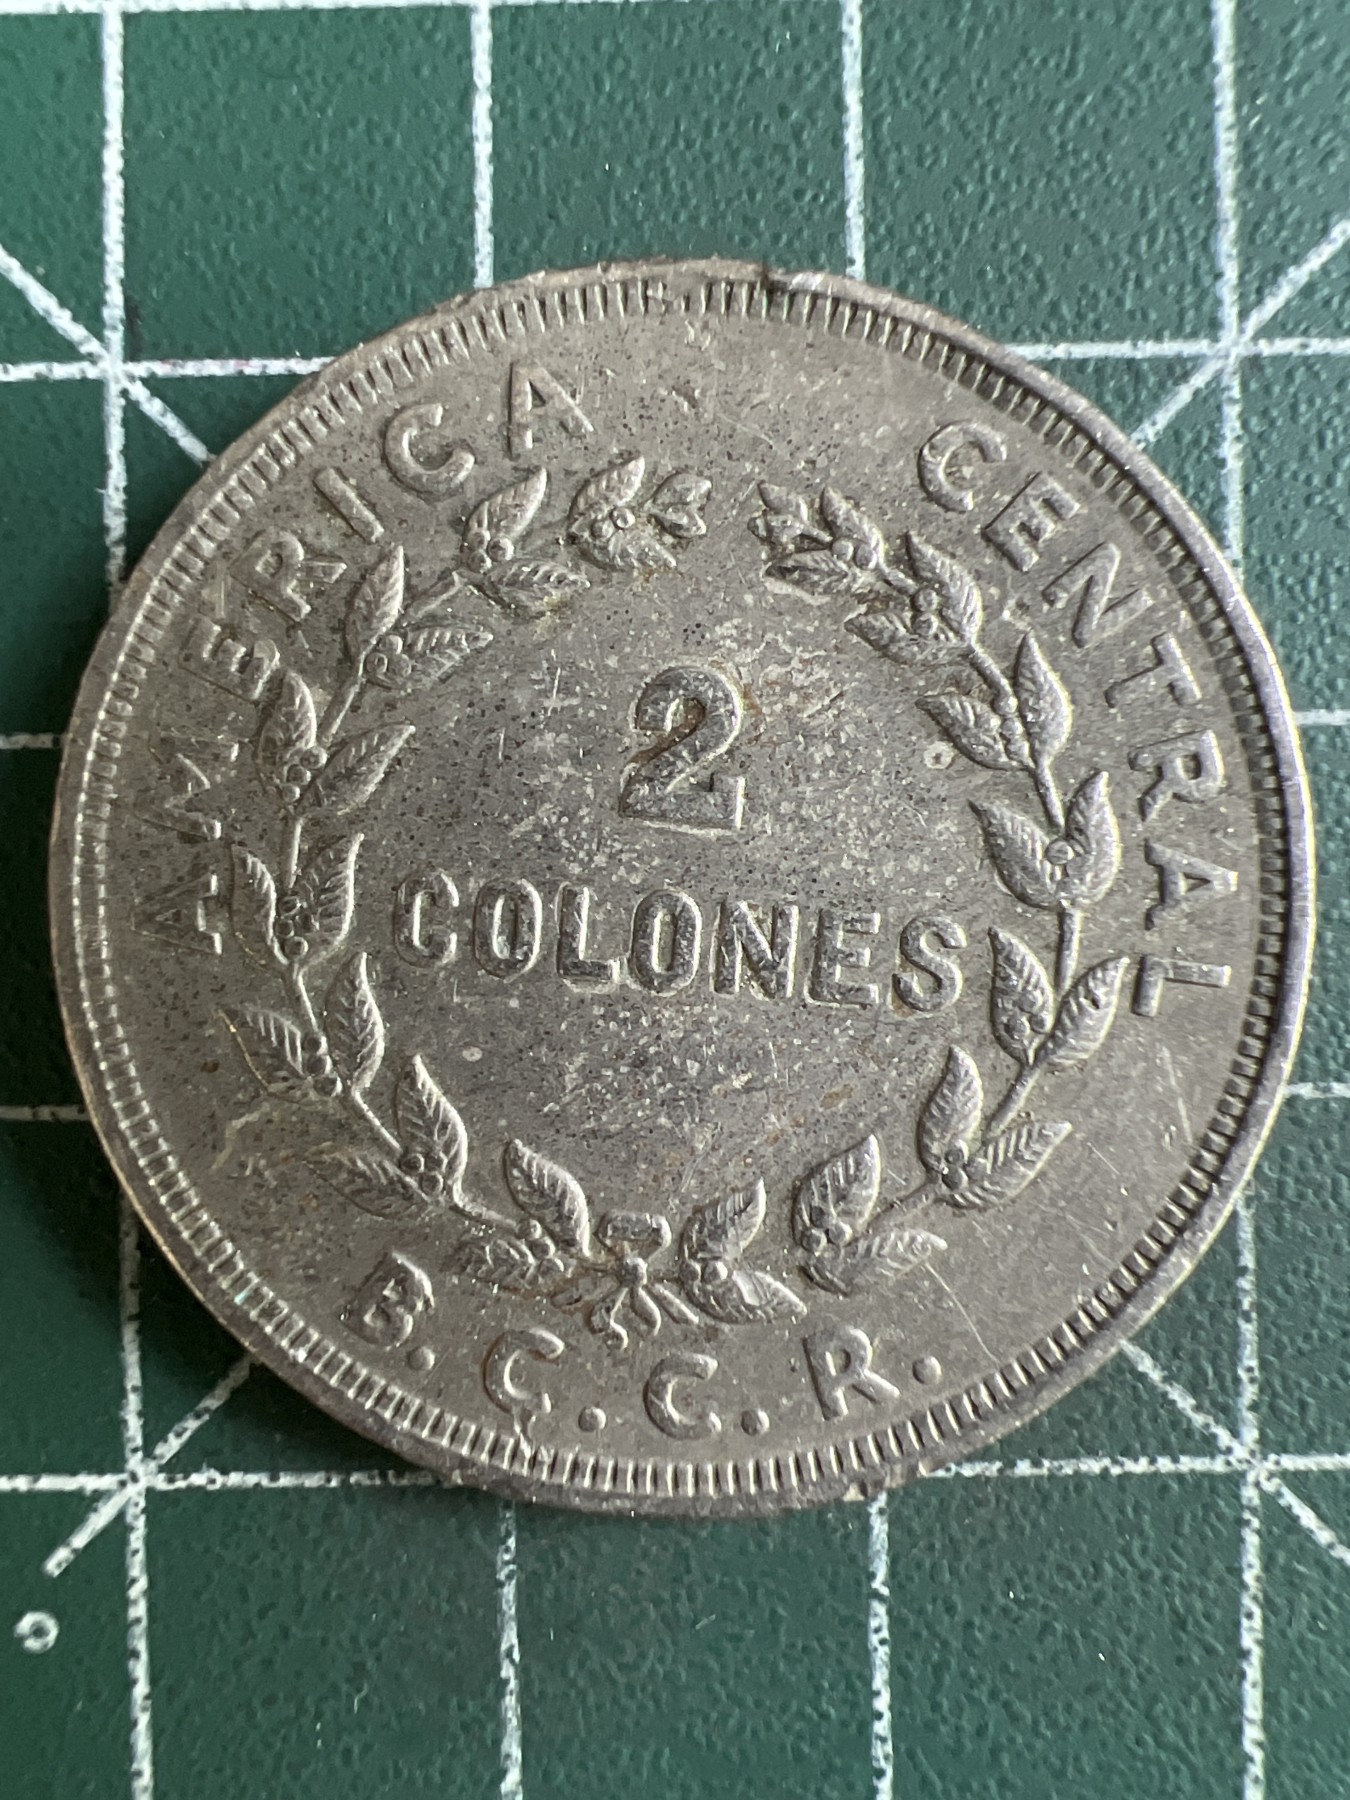 AMERICA CENTRAL
2
COLONES
B.C.C.R.